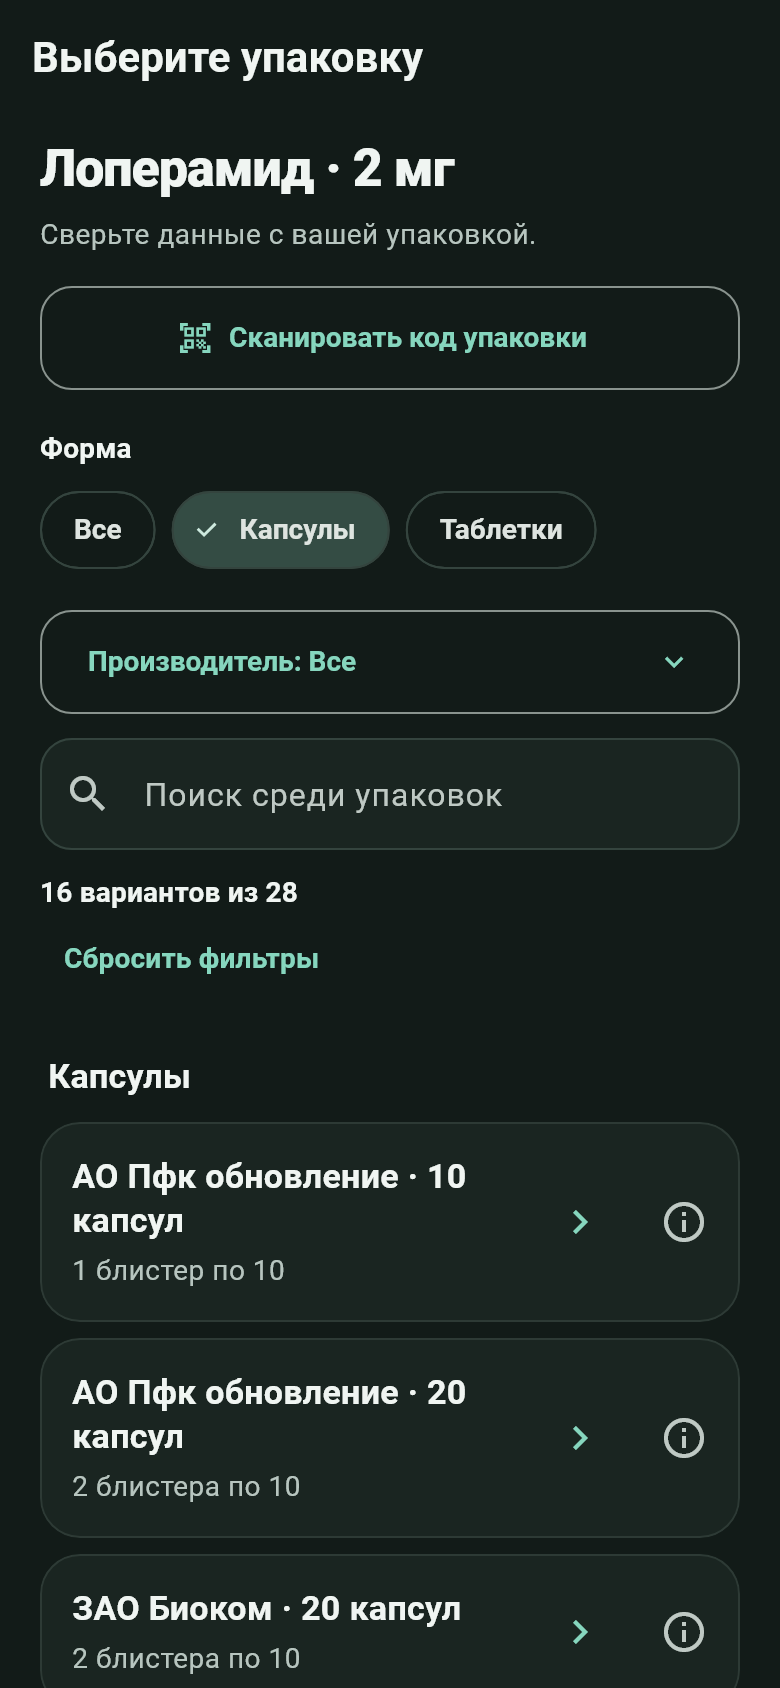 Выберите упаковку
Лоперамид · 2 мг
Сверьте данные с вашей упаковкой.
Сканировать код упаковки
Форма
Все
Капсулы
Таблетки
Производитель: Все
Поиск среди упаковок
16 вариантов из 28
Сбросить фильтры
Капсулы
АО Пфк обновление · 10
капсул
1 блистер по 10
АО Пфк обновление · 20
капсул
2 блистера по 10
ЗАО Биоком · 20 капсул
2 блистера по 10